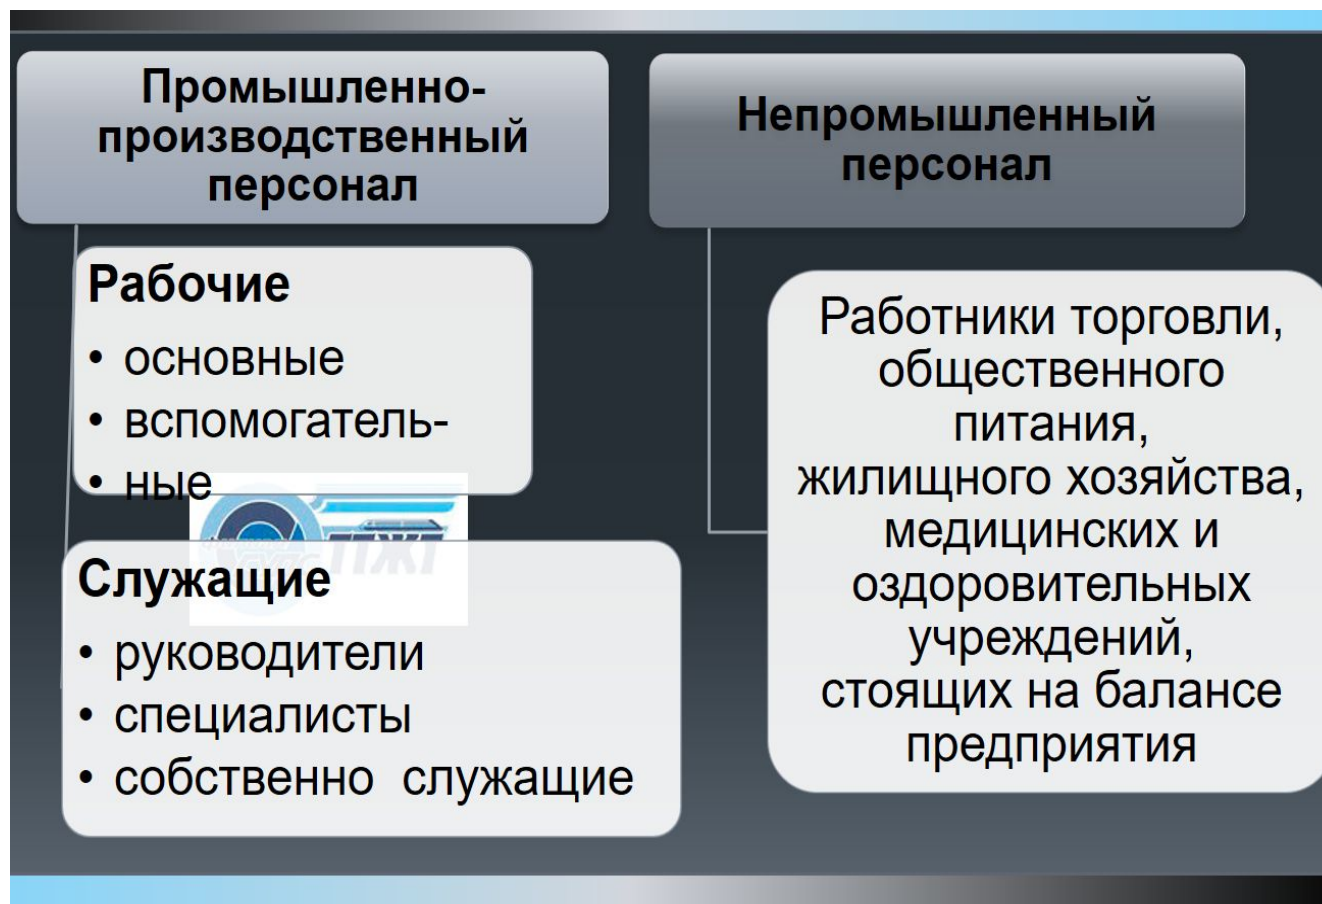 Промышленно-
производственный
персонал
Рабочие
• основные
• вспомогатель-
• ные
Служащие
• руководители
• специалисты
• собственно служащие
Непромышленный
персонал
Работники торговли,
общественного
питания,
жилищного хозяйства,
медицинских и
оздоровительных
учреждений,
стоящих на балансе
предприятия